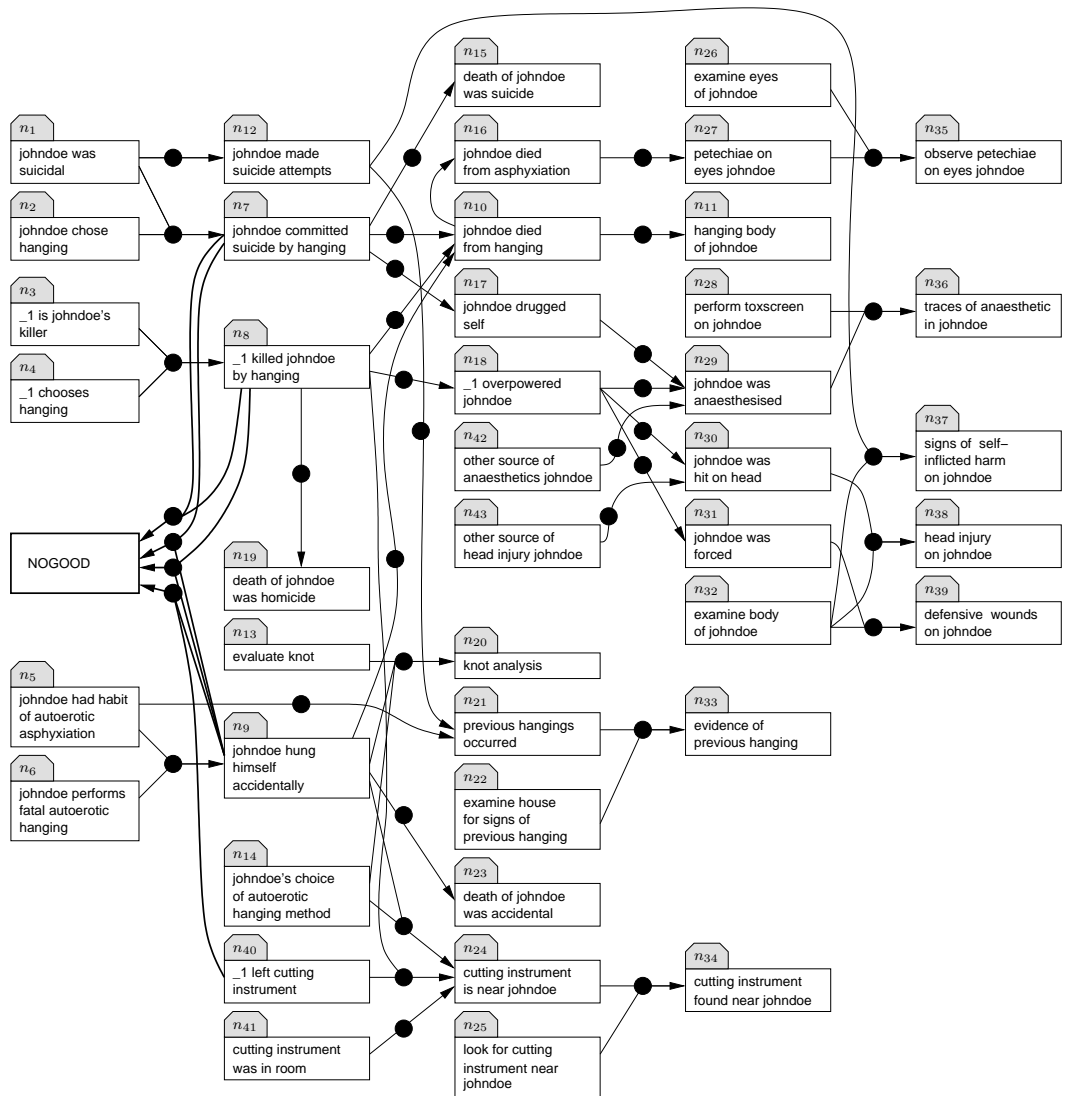 n1
johndoe was
suicidal
n2
johndoe chose
hanging
n3
_1 is johndoe's
killer
n4
_1 chooses
hanging
NOGOOD
n5
johndoe had habit
of autoerotic
asphyxiation
n6
johndoe performs
fatal autoerotic
hanging
n12
johndoe made
suicide attempts
n7
johndoe committed
suicide by hanging
n8
_1 killed johndoe
by hanging
n19
death of johndoe
was homicide
n13
evaluate knot
n9
johndoe hung
himself
accidentally
n14
johndoe's choice
of autoerotic
hanging method
n40
_1 left cutting
instrument
n41
cutting instrument
was in room
n15
death of johndoe
was suicide
n16
johndoe died
from asphyxiation
n10
johndoe died
from hanging
n17
johndoe drugged
self
n18
_1 overpowered
johndoe
n42
other source of
anaesthetics johndoe
n43
other source of
head injury johndoe
n20
knot analysis
n21
previous hangings
occurred
n22
examine house
for signs of
previous hanging
n23
death of johndoe
was accidental
n24
cutting instrument
is near johndoe
n25
look for cutting
instrument near
johndoe
n26
examine eyes
of johndoe
n27
petechiae on
eyes johndoe
n11
hanging body
of johndoe
n28
perform toxscreen
on johndoe
n29
johndoe was
anaesthesised
n30
johndoe was
hit on head
n31
johndoe was
forced
n32
examine body
of johndoe
n33
evidence of
previous hanging
n34
cutting instrument
found near johndoe
n35
observe petechiae
on eyes johndoe
n36
traces of anaesthetic
in johndoe
n37
signs of self–
inflicted harm
on johndoe
n38
head injury
on johndoe
n39
defensive wounds
on johndoe